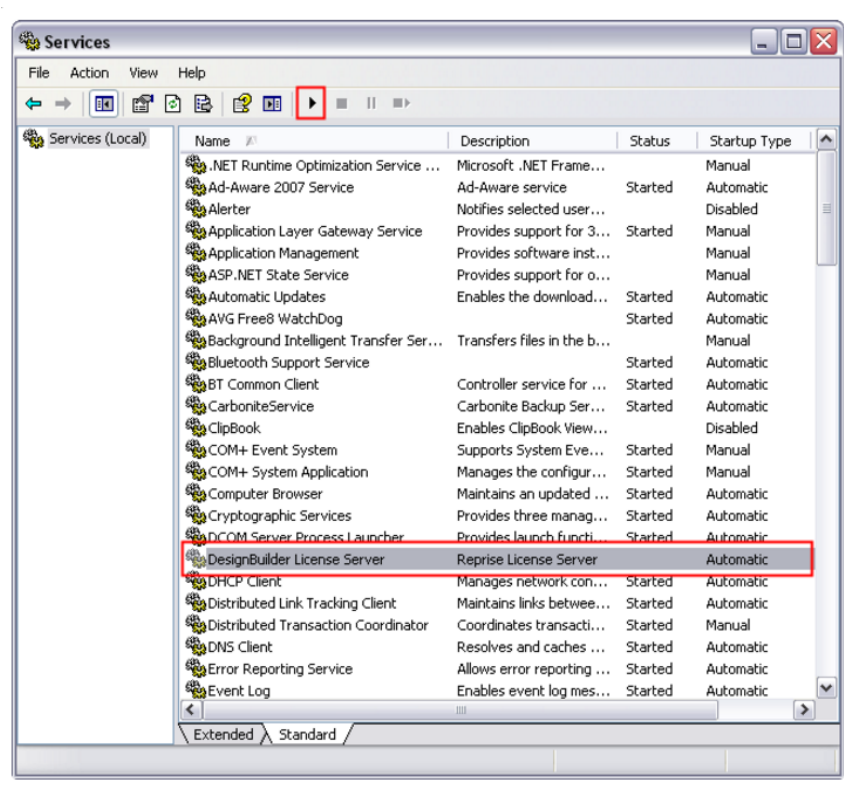 Services
File Action View Help
Services (Local)
Name Description Status Startup Type
.NET Runtime Optimization Service ... Microsoft .NET Frame... Manual
Ad-Aware 2007 Service Ad-Aware service Started Automatic
Alerter Notifies selected user... Disabled
Application Layer Gateway Service Provides support for 3... Started Manual
Application Management Provides software inst... Manual
ASP.NET State Service Provides support for o... Manual
Automatic Updates Enables the download... Started Automatic
AVG Free8 WatchDog Started Automatic
Background Intelligent Transfer Ser... Transfers files in the b... Manual
Bluetooth Support Service Started Automatic
BT Common Client Controller service for ... Started Automatic
CarboniteService Carbonite Backup Ser... Started Automatic
ClipBook Enables ClipBook View... Disabled
COM+ Event System Supports System Eve... Started Manual
COM+ System Application Manages the configur... Started Manual
Computer Browser Maintains an updated ... Started Automatic
Cryptographic Services Provides three manag... Started Automatic
DCOM Server Process Launcher Provides launch functi... Started Automatic
DesignBuilder License Server Reprise License Server Automatic
DHCP Client Manages network con... Started Automatic
Distributed Link Tracking Client Maintains links betwee... Started Automatic
Distributed Transaction Coordinator Coordinates transacti... Started Manual
DNS Client Resolves and caches ... Started Automatic
Error Reporting Service Allows error reporting ... Started Automatic
Event Log Enables event log mes... Started Automatic
Extended Standard